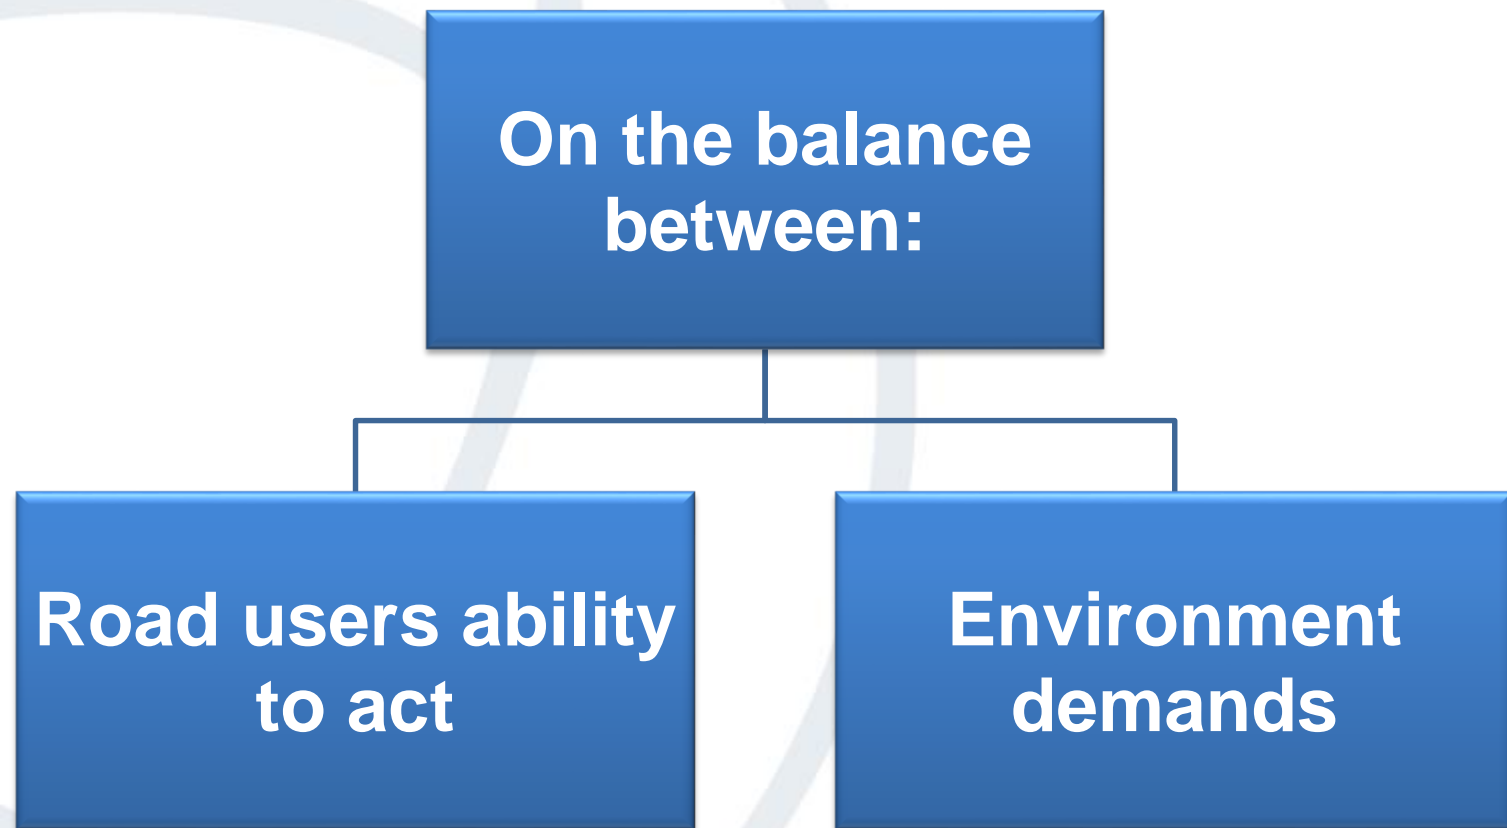 On the balance
between:
Road users ability
to act
Environment
demands